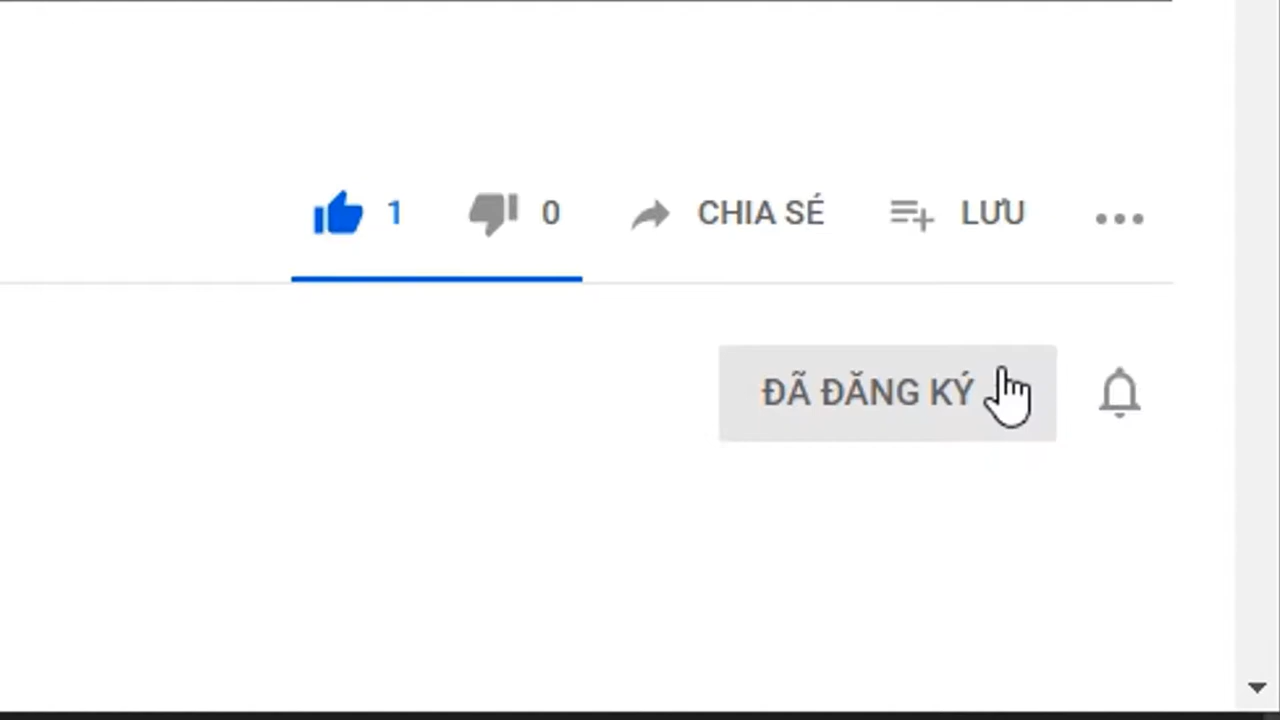 1 0 CHIA SẺ LƯU
ĐÃ ĐĂNG KÝ